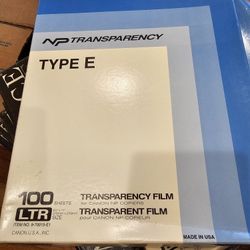 NP TRANSPARENCY
TYPE E
100 SHEETS
LTR
SIZE
TRANSPARENCY FILM
for CANON NP COPIERS
TRANSPARENT FILM
pour CANON NP COPIEUR
CANON U.S.A., INC.
MADE IN USA